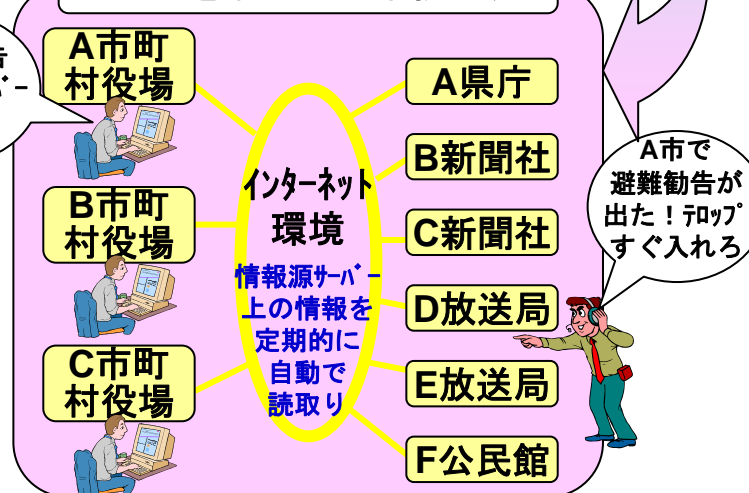 A市町
村役場
B市町
村役場
C市町
村役場
インターネット
環境
情報源サーバー
上の情報を
定期的に
自動で
読取り
A県庁
B新聞社
C新聞社
D放送局
E放送局
F公民館
A市で
避難勧告が
出た！テロップ
すぐ入れろ